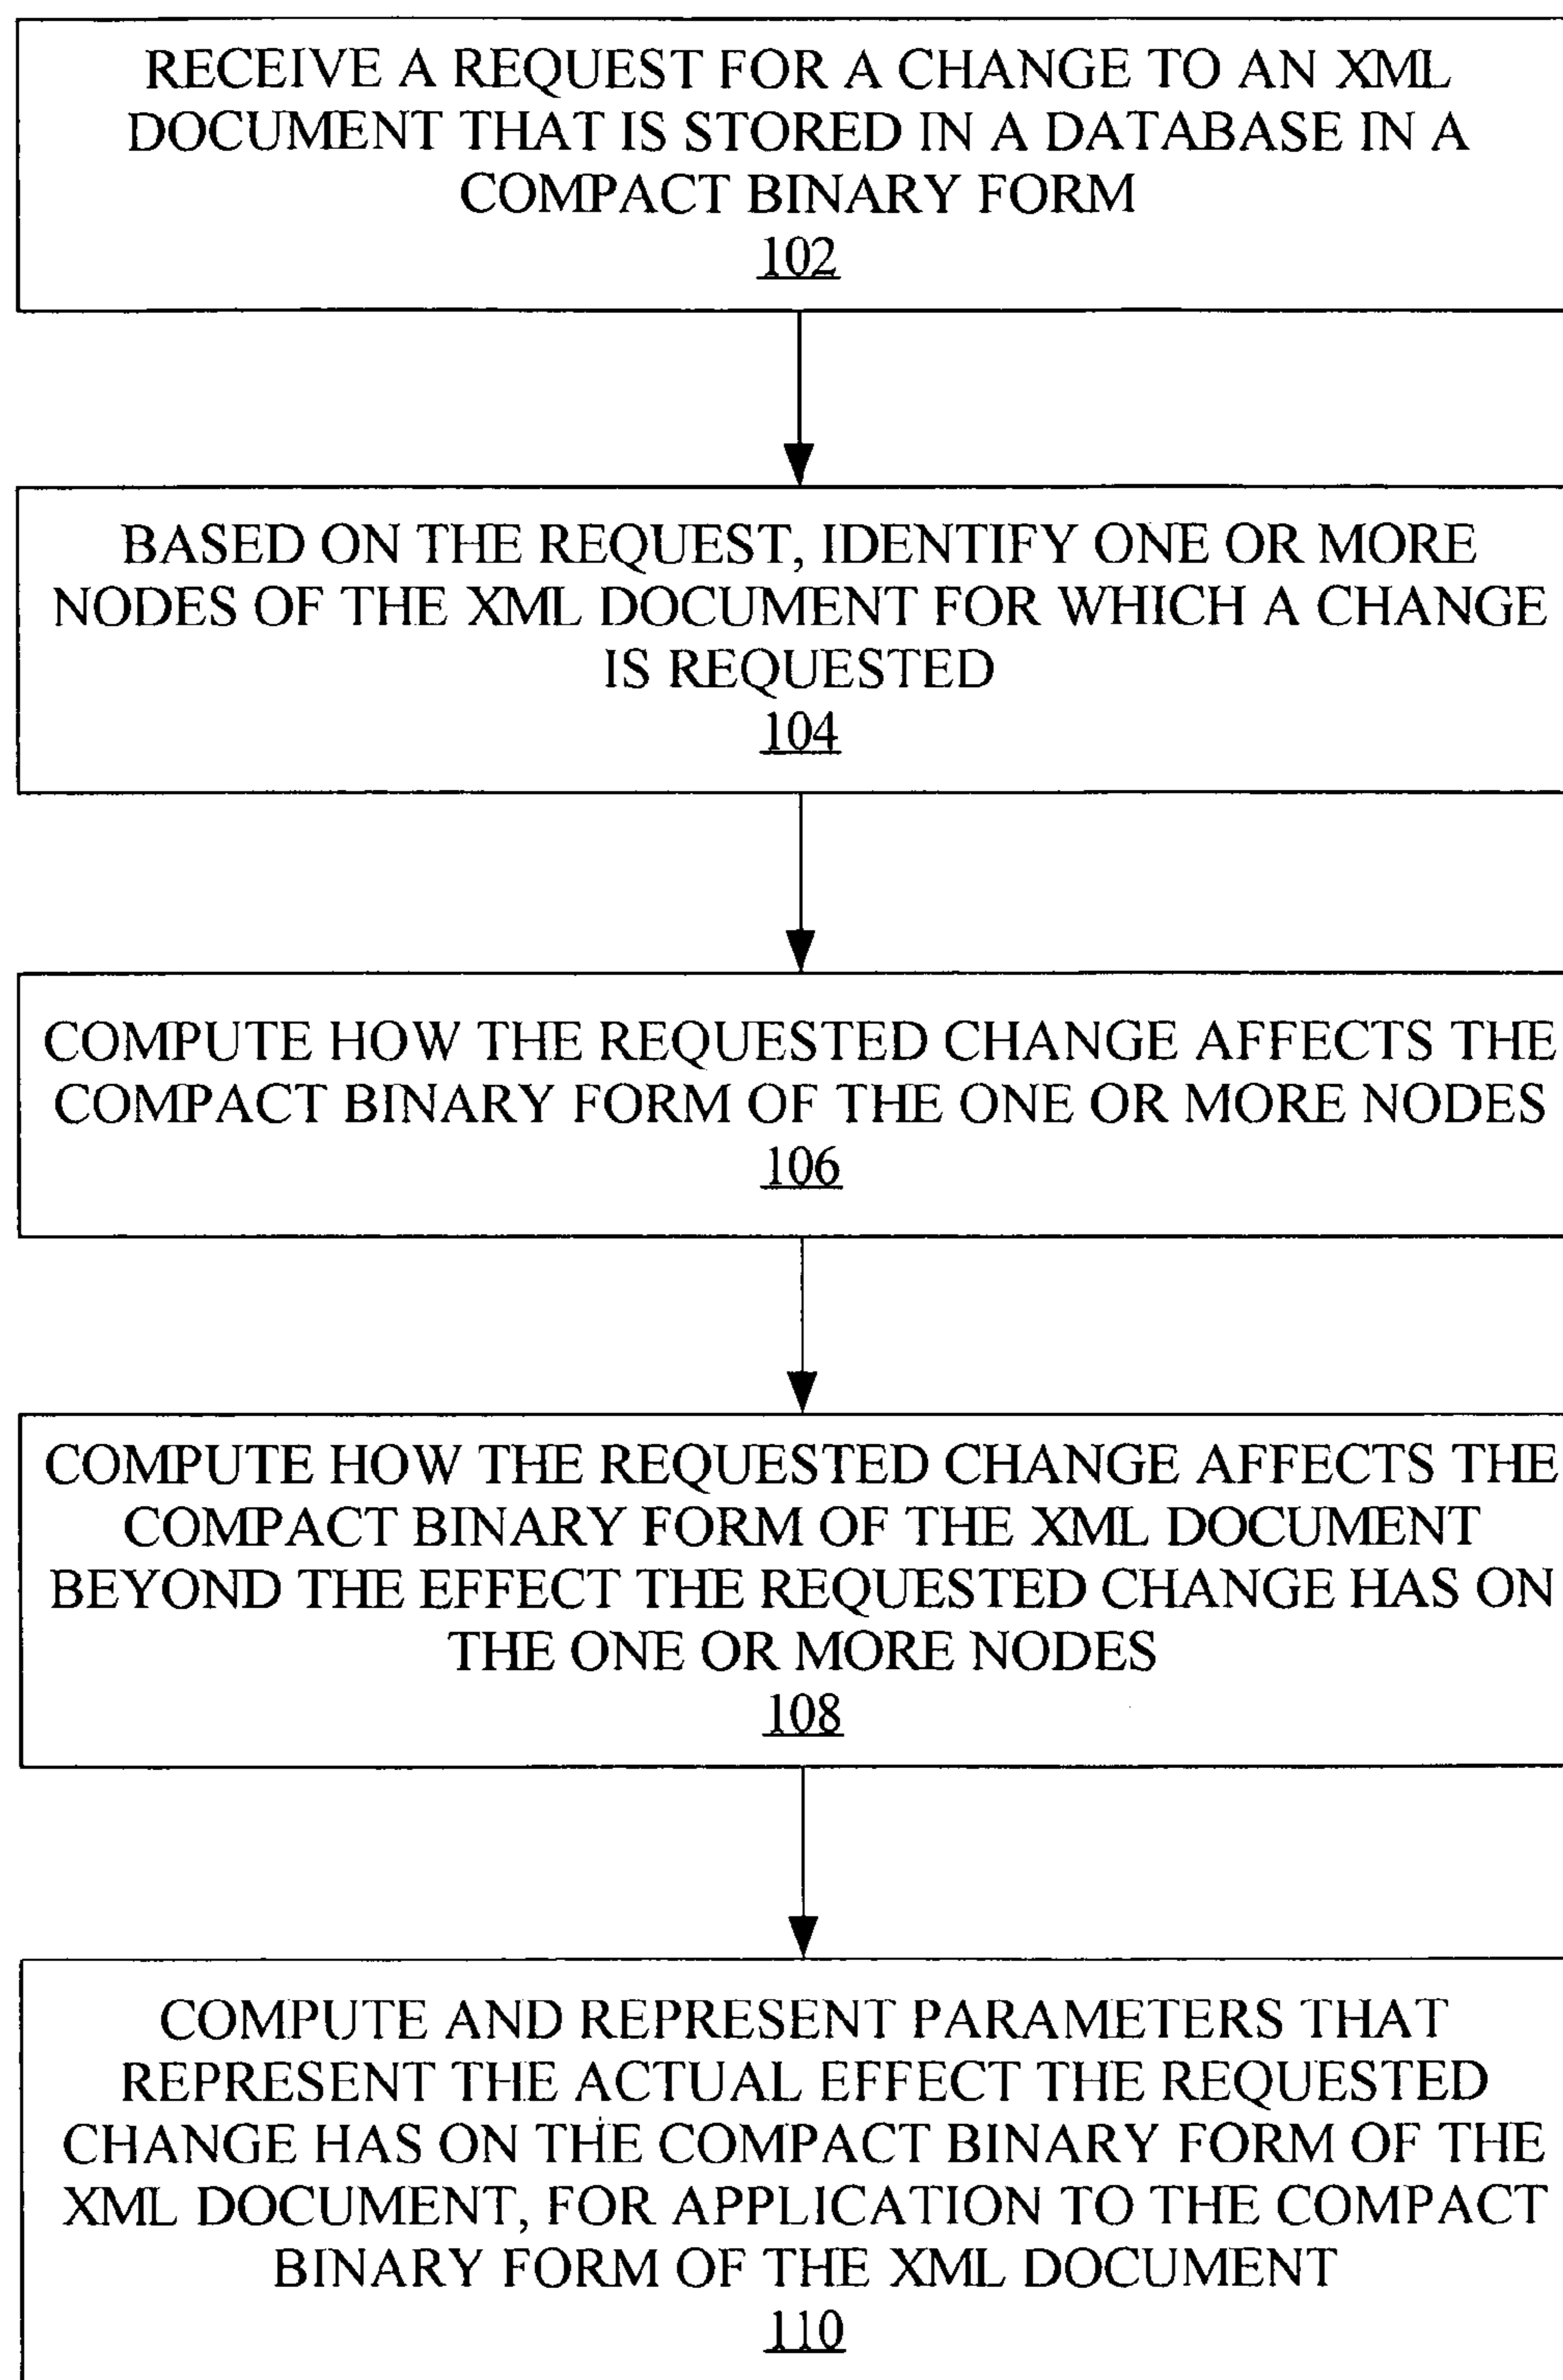 RECEIVE A REQUEST FOR A CHANGE TO AN XML
DOCUMENT THAT IS STORED IN A DATABASE IN A
COMPACT BINARY FORM
102
BASED ON THE REQUEST, IDENTIFY ONE OR MORE
NODES OF THE XML DOCUMENT FOR WHICH A CHANGE
IS REQUESTED
104
COMPUTE HOW THE REQUESTED CHANGE AFFECTS THE
COMPACT BINARY FORM OF THE ONE OR MORE NODES
106
COMPUTE HOW THE REQUESTED CHANGE AFFECTS THE
COMPACT BINARY FORM OF THE XML DOCUMENT
BEYOND THE EFFECT THE REQUESTED CHANGE HAS ON
THE ONE OR MORE NODES
108
COMPUTE AND REPRESENT PARAMETERS THAT
REPRESENT THE ACTUAL EFFECT THE REQUESTED
CHANGE HAS ON THE COMPACT BINARY FORM OF THE
XML DOCUMENT, FOR APPLICATION TO THE COMPACT
BINARY FORM OF THE XML DOCUMENT
110